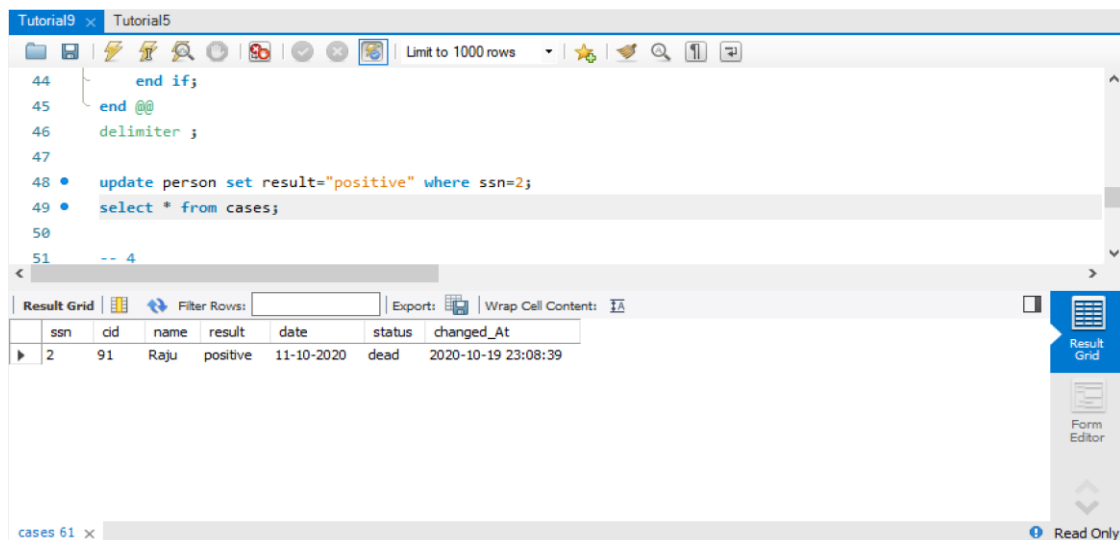 Tutorial9 × Tutorial5
Limit to 1000 rows
44 end if;
45 end @@
46 delimiter ;
47
48 update person set result="positive" where ssn=2;
49 select * from cases;
50
51 -- 4
Result Grid Filter Rows: Export: Wrap Cell Content: IA
ssn cid name result date status changed_At
2 91 Raju positive 11-10-2020 dead 2020-10-19 23:08:39
Result
Grid
Form
Editor
cases 61 × Read Only